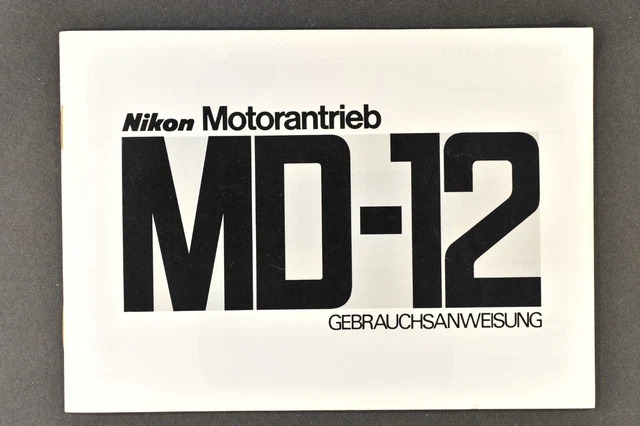 Nikon Motorantrieb
MD-12
GEBRAUCHSANWEISUNG